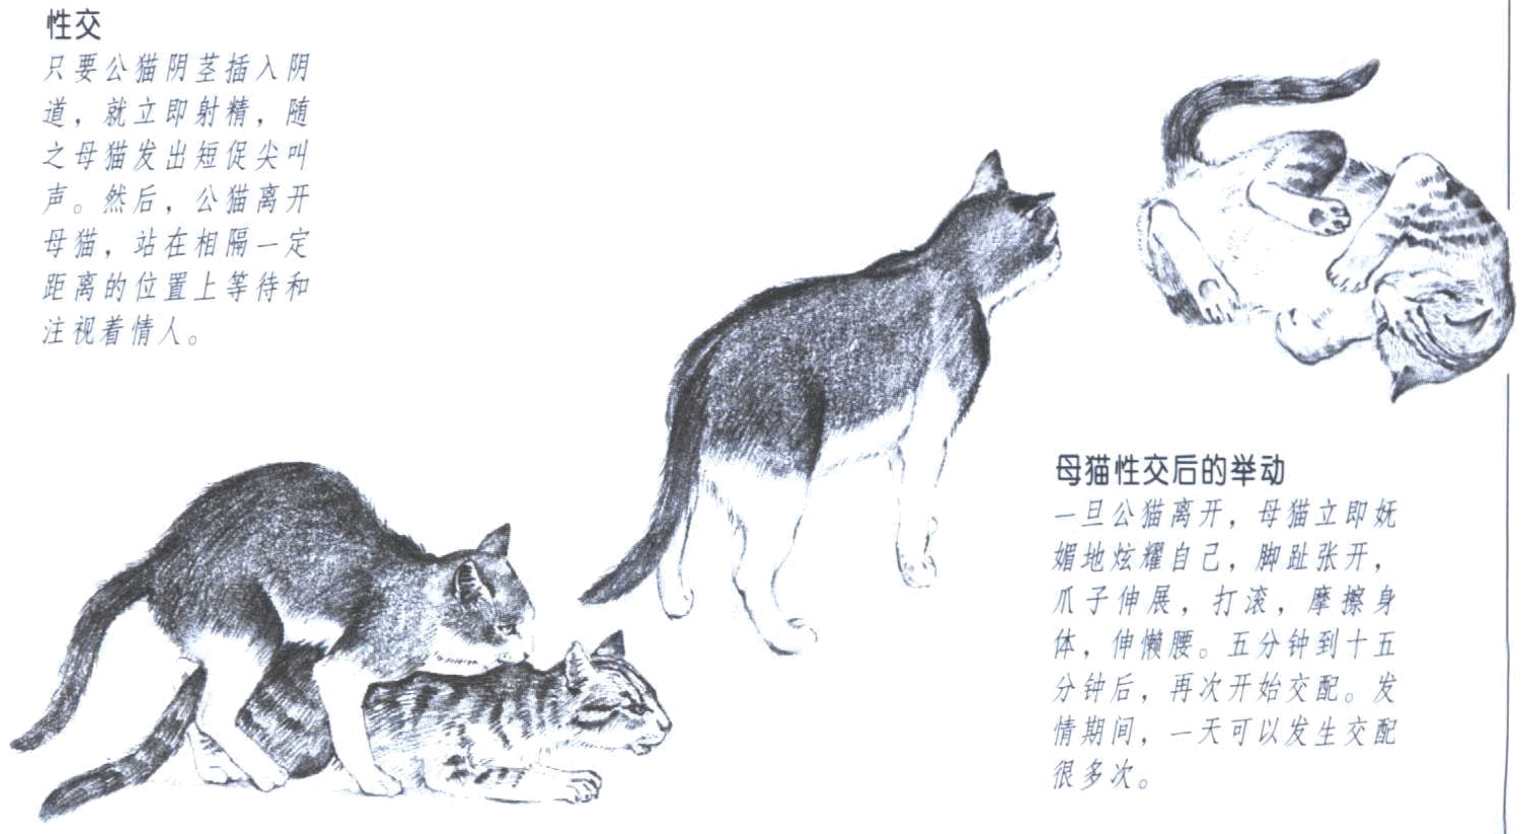 性交
只要公猫阴茎插入阴
道，就立即射精，随
之母猫发出短促尖叫
声。然后，公猫离开
母猫，站在相隔一定
距离的位置上等待和
注视着情人。
母猫性交后的举动
一旦公猫离开，母猫立即妩
媚地炫耀自己，脚趾张开，
爪子伸展，打滚，摩擦身
体，伸懒腰。五分钟到十五
分钟后，再次开始交配。发
情期间，一天可以发生交配
很多次。